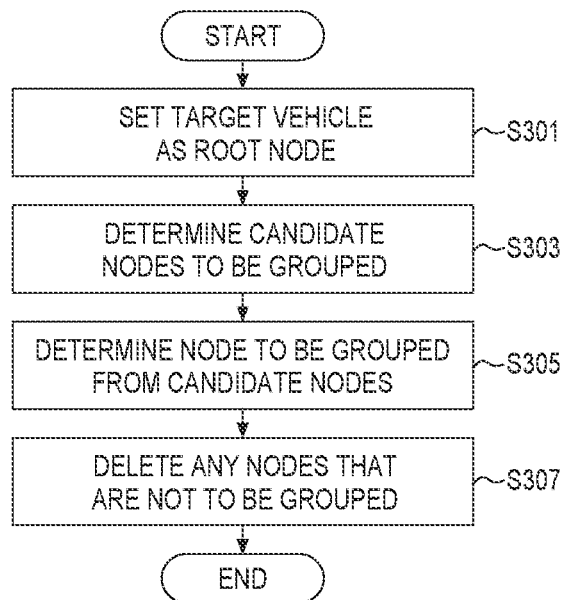 START
SET TARGET VEHICLE
AS ROOT NODE
S301
DETERMINE CANDIDATE
NODES TO BE GROUPED
S303
DETERMINE NODE TO BE GROUPED
FROM CANDIDATE NODES
S305
DELETE ANY NODES THAT
ARE NOT TO BE GROUPED
S307
END